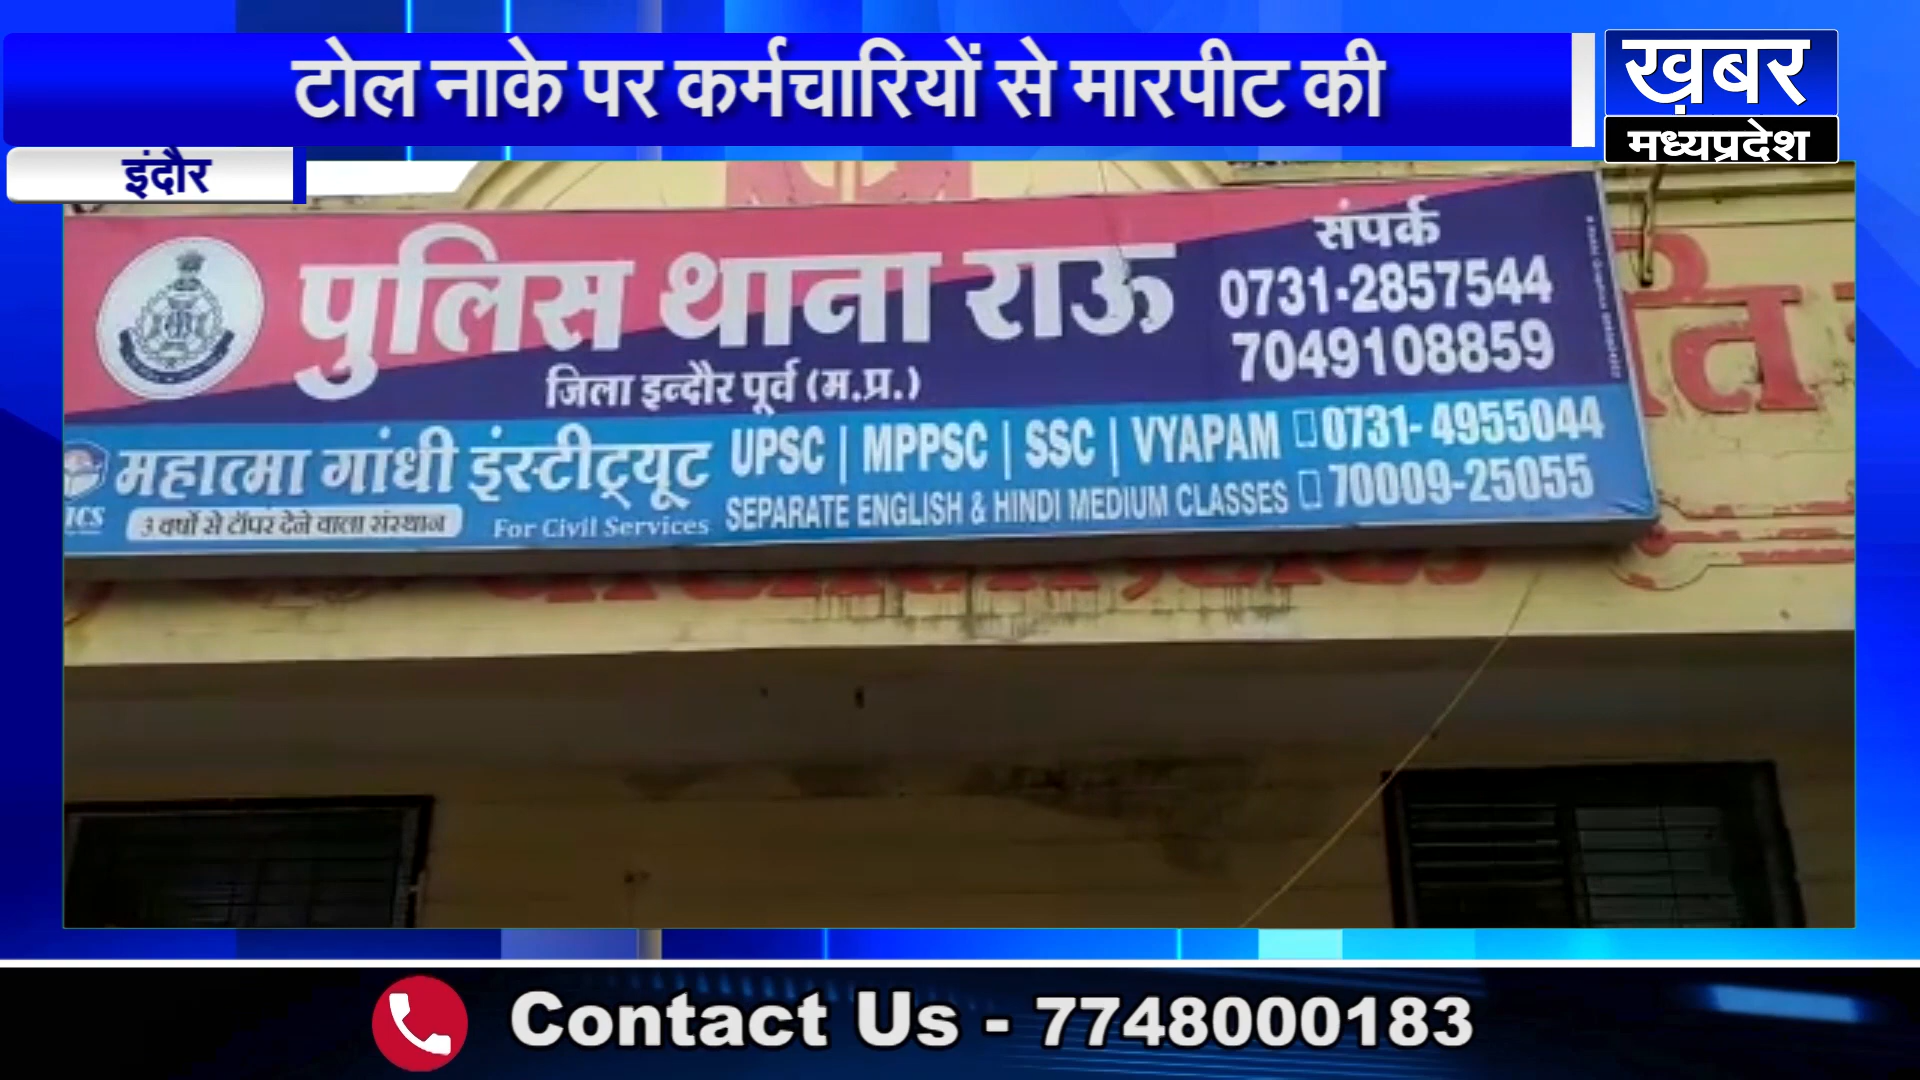 टोल नाके पर कर्मचारियों से मारपीट की
ख़बर
मध्यप्रदेश
इंदौर
पुलिस थाना राऊ
जिला इन्दौर पूर्व (म.प्र.)
संपर्क
0731-2857544
7049108859
महात्मा गांधी इंस्टीट्यूट
ICS
3 वर्षों से टॉपर देने वाला संस्थान
For Civil Services
UPSC | MPPSC | SSC | VYAPAM
SEPARATE ENGLISH & HINDI MEDIUM CLASSES
0731- 4955044
70009-25055
Contact Us - 7748000183